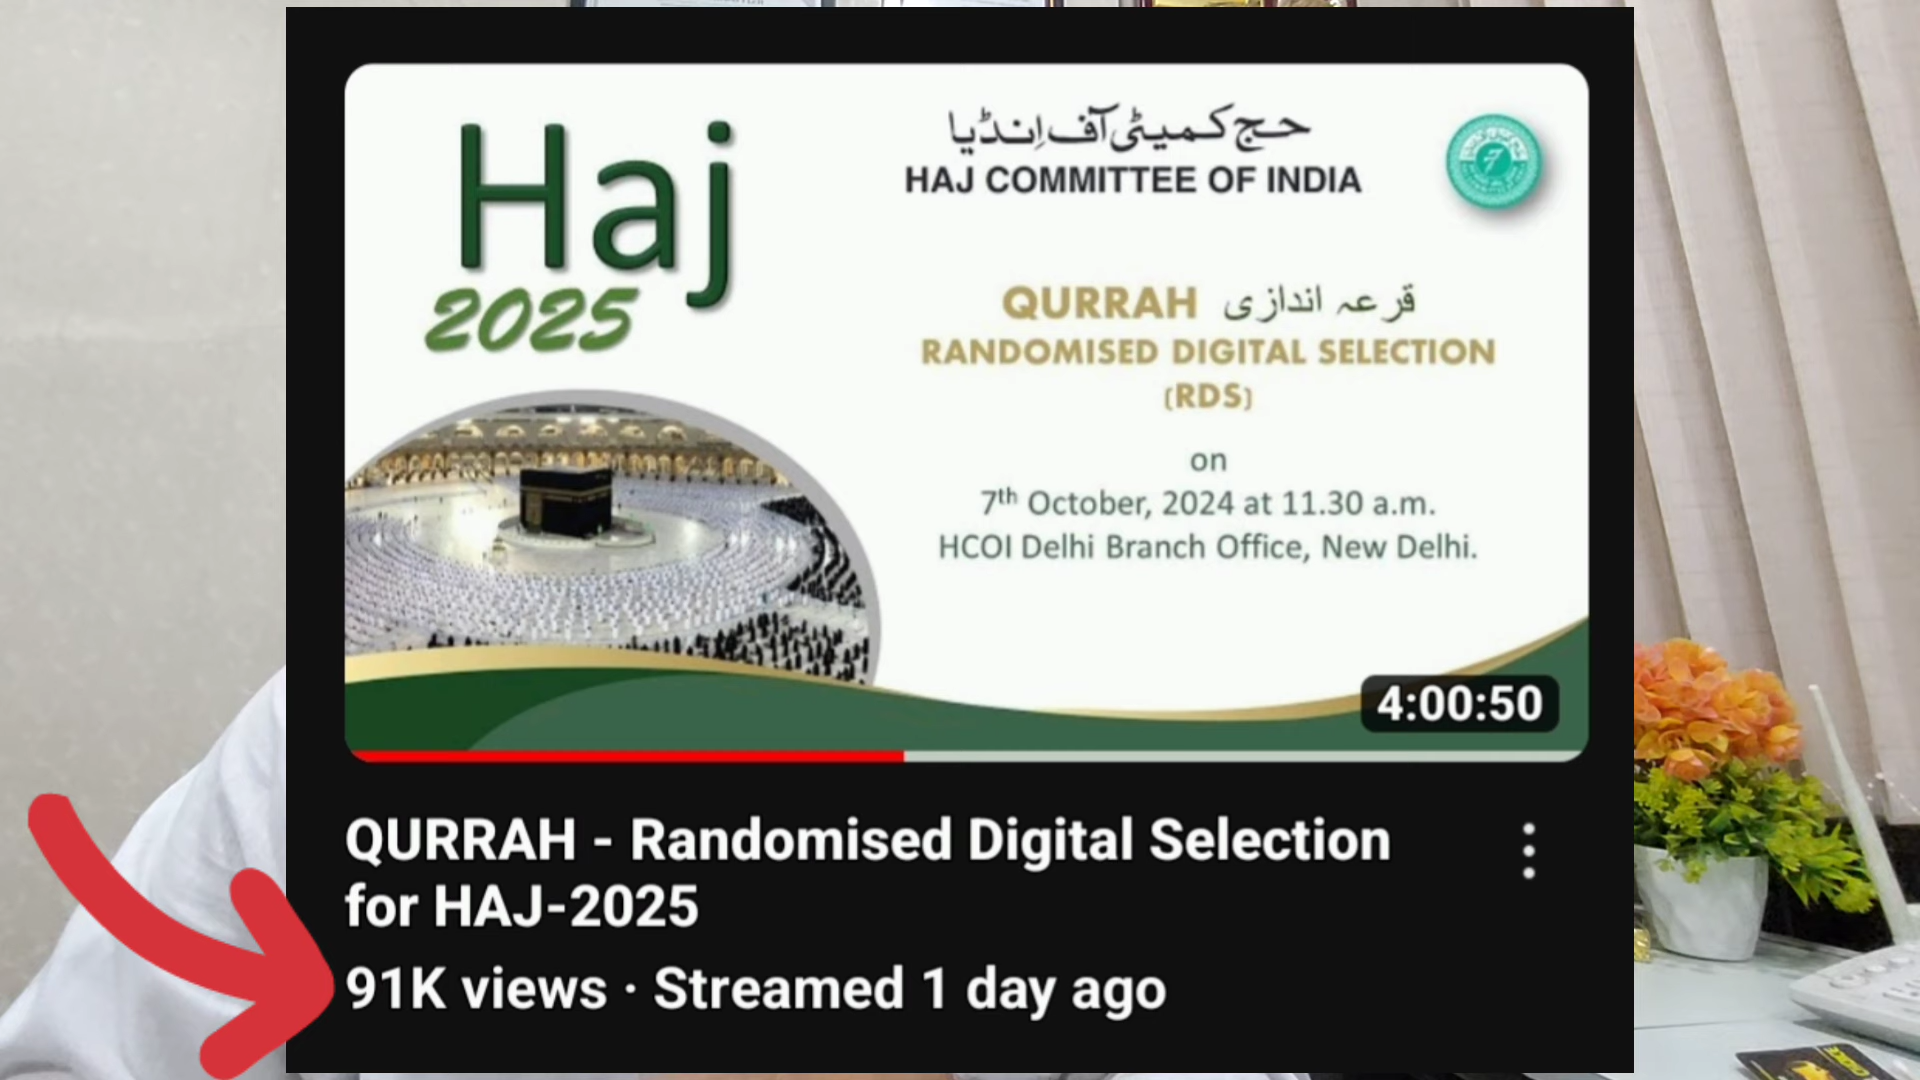 Haj
2025
حج کمیٹی آف اِنڈیا
HAJ COMMITTEE OF INDIA
QURRAH قرعہ اندازی
RANDOMISED DIGITAL SELECTION
(RDS)
on
7th October, 2024 at 11.30 a.m.
HCOI Delhi Branch Office, New Delhi.
4:00:50
QURRAH - Randomised Digital Selection
for HAJ-2025
91K views · Streamed 1 day ago